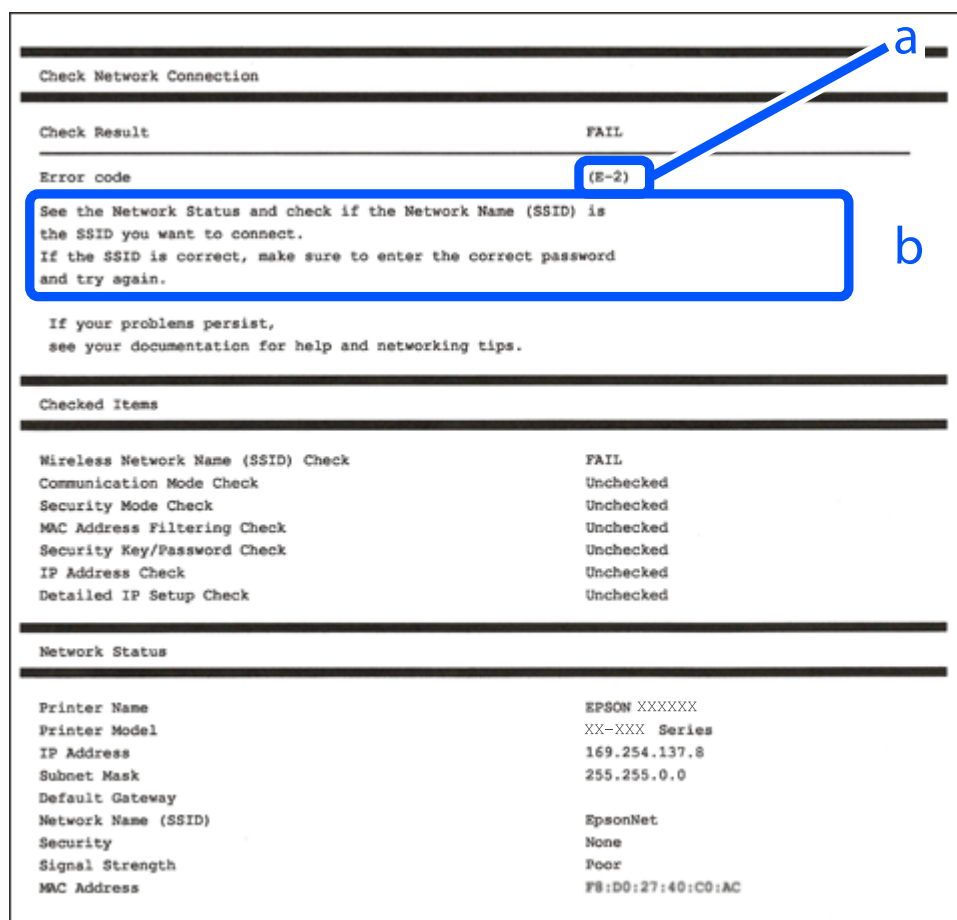 a
Check Network Connection
Check Result FAIL
Error code (E-2)
See the Network Status and check if the Network Name (SSID) is
the SSID you want to connect.
If the SSID is correct, make sure to enter the correct password
and try again.
b
If your problems persist,
see your documentation for help and networking tips.
Checked Items
Wireless Network Name (SSID) Check FAIL
Communication Mode Check Unchecked
Security Mode Check Unchecked
MAC Address Filtering Check Unchecked
Security Key/Password Check Unchecked
IP Address Check Unchecked
Detailed IP Setup Check Unchecked
Network Status
Printer Name EPSON XXXXXX
Printer Model XX-XXX Series
IP Address 169.254.137.8
Subnet Mask 255.255.0.0
Default Gateway
Network Name (SSID) EpsonNet
Security None
Signal Strength Poor
MAC Address F8:D0:27:40:C0:AC